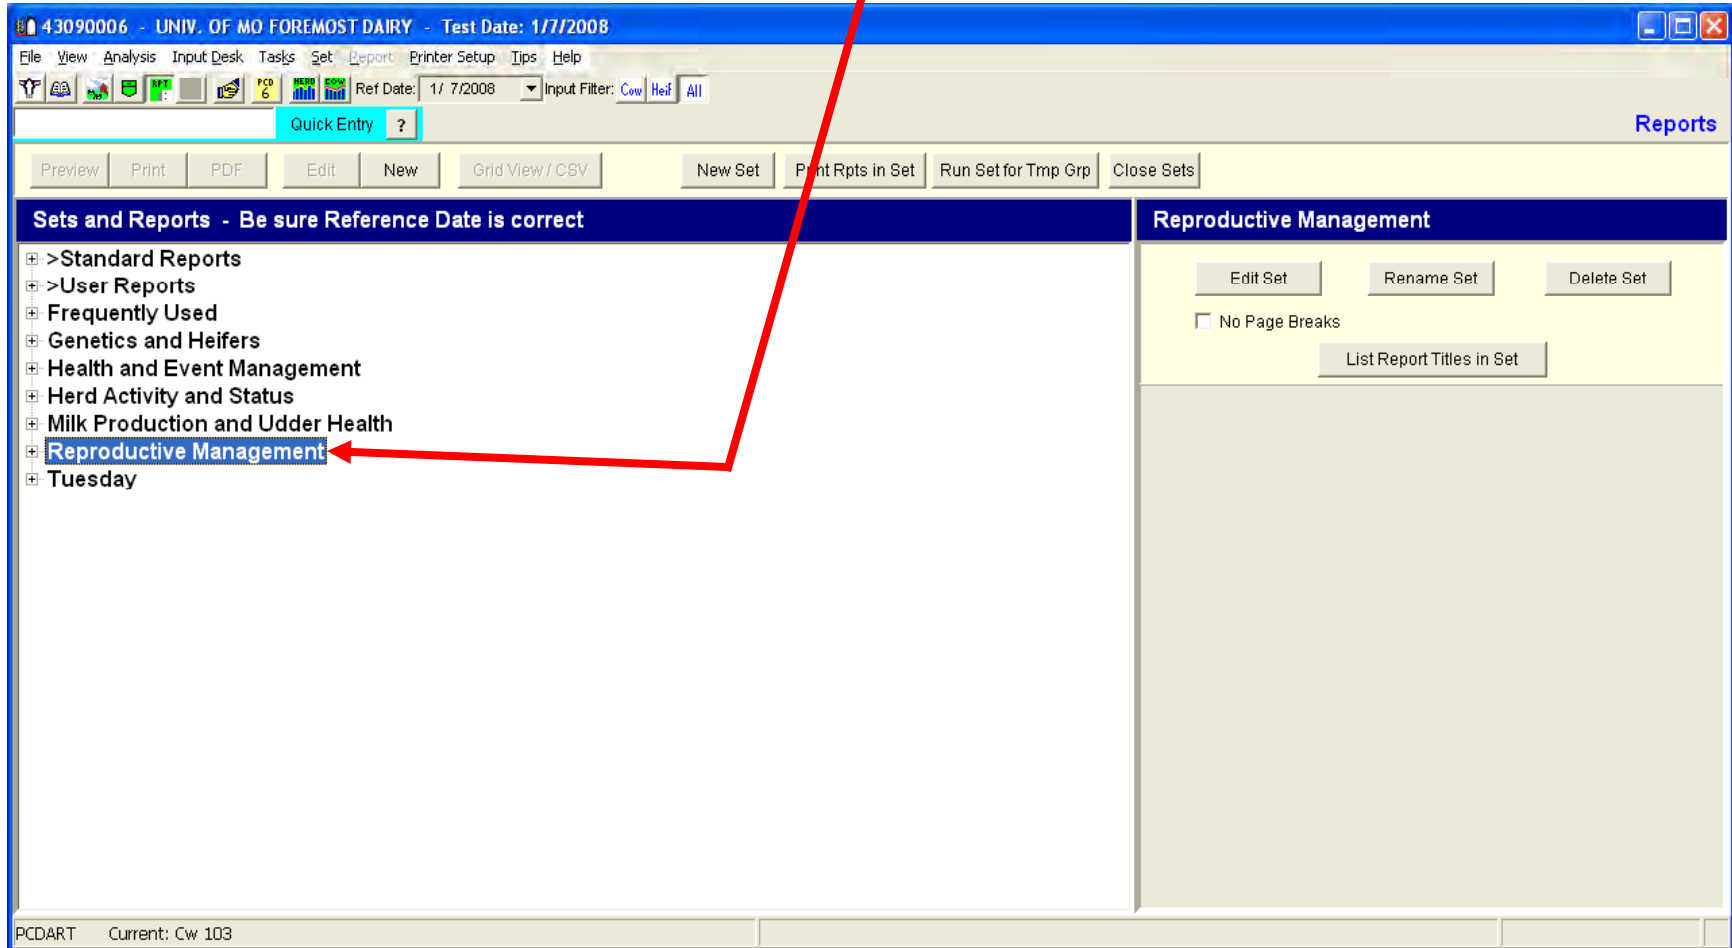 43090006 - UNIV. OF MO FOREMOST DAIRY - Test Date: 1/7/2008
File View Analysis Input Desk Tasks Set Report Printer Setup Tips Help
RPT PCD 6 HERD COW Ref Date: 1/ 7/2008 Input Filter: Cow Heif All
Quick Entry ? Reports
Preview Print PDF Edit New Grid View / CSV New Set Print Rpts in Set Run Set for Tmp Grp Close Sets
Sets and Reports - Be sure Reference Date is correct
>Standard Reports
>User Reports
Frequently Used
Genetics and Heifers
Health and Event Management
Herd Activity and Status
Milk Production and Udder Health
Reproductive Management
Tuesday
Reproductive Management
Edit Set Rename Set Delete Set
No Page Breaks
List Report Titles in Set
PCDART Current: Cw 103